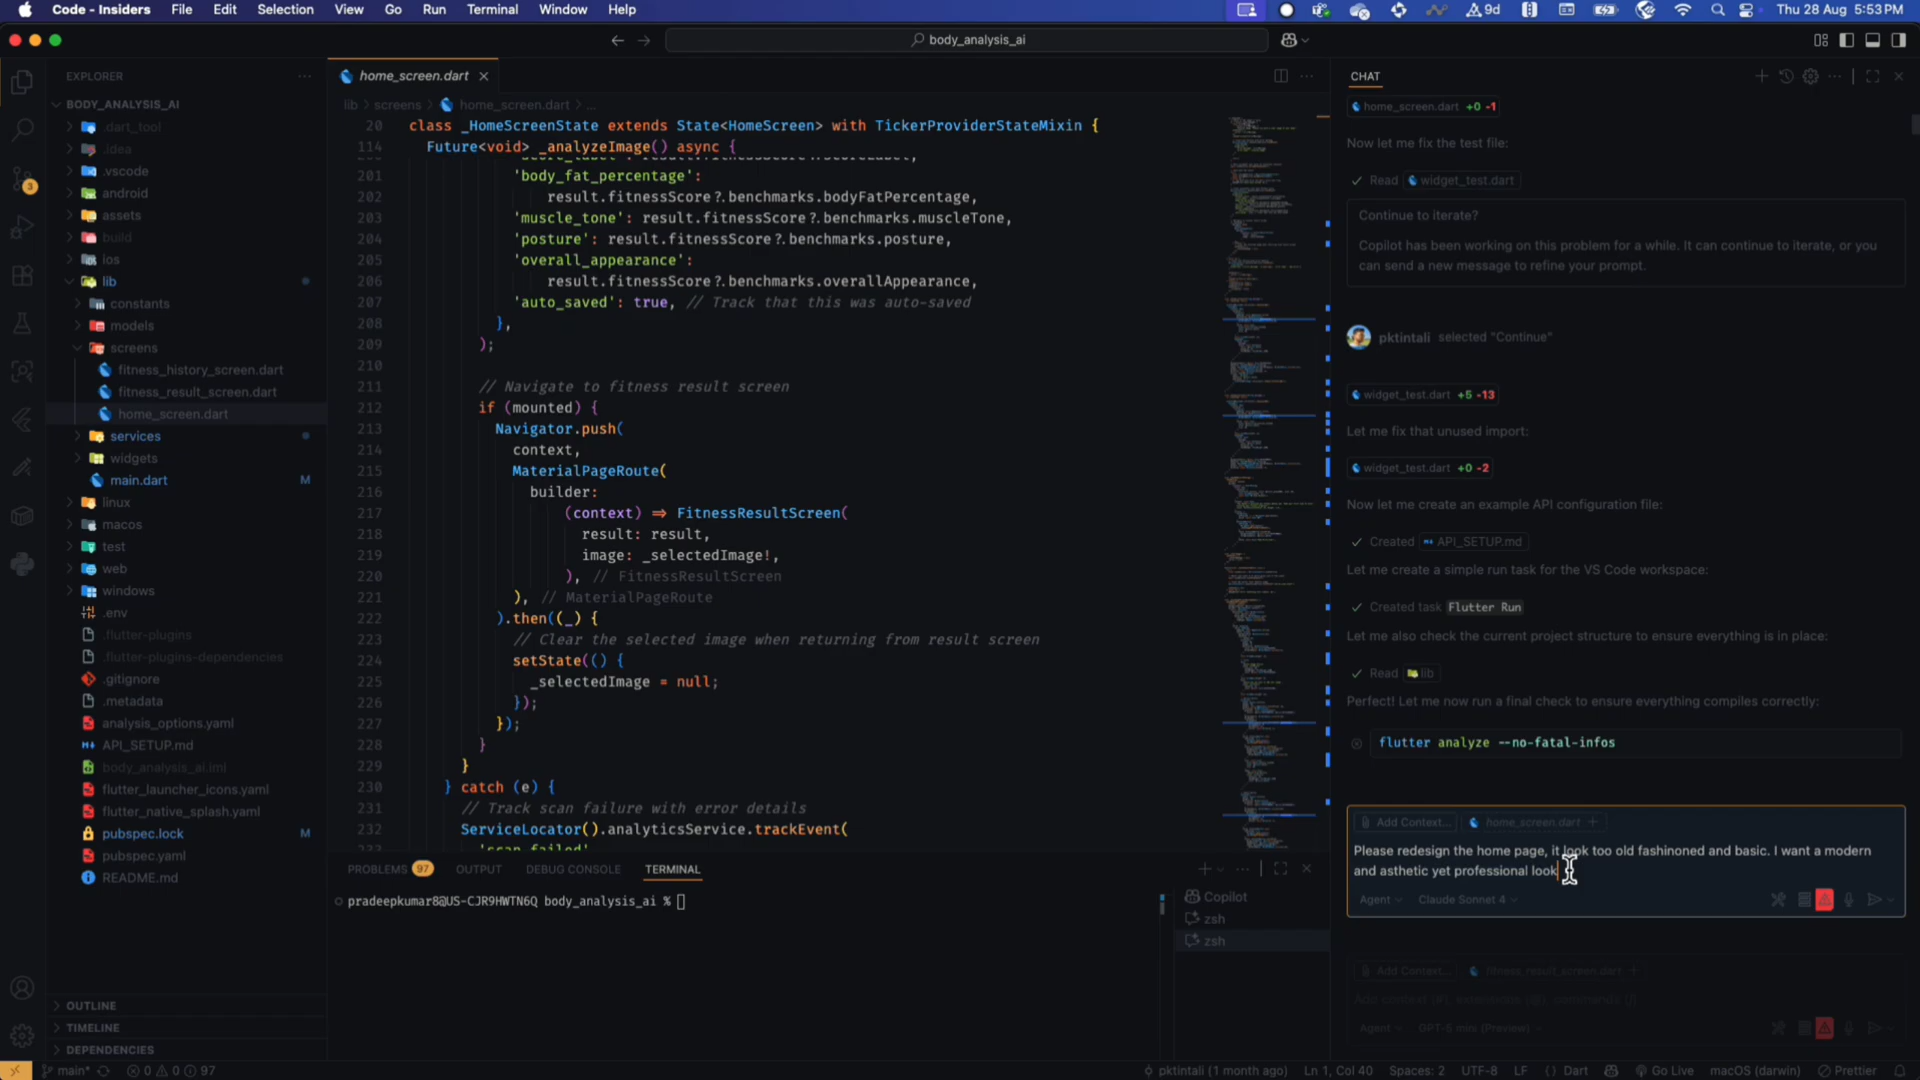 Code - Insiders File Edit Selection View Go Run Terminal Window Help
9d
Thu 28 Aug 5:53 PM
body_analysis_ai
EXPLORER
BODY_ANALYSIS_AI
.dart_tool
.idea
.vscode
android
assets
build
ios
lib
constants
models
screens
fitness_history_screen.dart
fitness_result_screen.dart
home_screen.dart
services
widgets
main.dart M
linux
macos
test
web
windows
.env
.flutter-plugins
.flutter-plugins-dependencies
.gitignore
.metadata
analysis_options.yaml
API_SETUP.md
body_analysis_ai.iml
flutter_launcher_icons.yaml
flutter_native_splash.yaml
pubspec.lock M
pubspec.yaml
README.md
OUTLINE
TIMELINE
DEPENDENCIES
home_screen.dart
lib > screens > home_screen.dart > ...
20 class _HomeScreenState extends State<HomeScreen> with TickerProviderStateMixin {
114 Future<void> _analyzeImage() async {
201 'body_fat_percentage':
202 result.fitnessScore?.benchmarks.bodyFatPercentage,
203 'muscle_tone': result.fitnessScore?.benchmarks.muscleTone,
204 'posture': result.fitnessScore?.benchmarks.posture,
205 'overall_appearance':
206 result.fitnessScore?.benchmarks.overallAppearance,
207 'auto_saved': true, // Track that this was auto-saved
208 },
209 );
210
211 // Navigate to fitness result screen
212 if (mounted) {
213 Navigator.push(
214 context,
215 MaterialPageRoute(
216 builder:
217 (context) => FitnessResultScreen(
218 result: result,
219 image: _selectedImage!,
220 ), // FitnessResultScreen
221 ), // MaterialPageRoute
222 ).then((_) {
223 // Clear the selected image when returning from result screen
224 setState(() {
225 _selectedImage = null;
226 });
227 });
228 }
229 }
230 } catch (e) {
231 // Track scan failure with error details
232 ServiceLocator().analyticsService.trackEvent(
'scan_failed'
PROBLEMS 97 OUTPUT DEBUG CONSOLE TERMINAL
pradeepkumar8@US-CJR9HWTN6Q body_analysis_ai %
Copilot
zsh
zsh
CHAT
home_screen.dart +0 -1
Now let me fix the test file:
Read widget_test.dart
Continue to iterate?
Copilot has been working on this problem for a while. It can continue to iterate, or you
can send a new message to refine your prompt.
pktintali selected "Continue"
widget_test.dart +5 -13
Let me fix that unused import:
widget_test.dart +0 -2
Now let me create an example API configuration file:
Created API_SETUP.md
Let me create a simple run task for the VS Code workspace:
Created task Flutter Run
Let me also check the current project structure to ensure everything is in place:
Read lib
Perfect! Let me now run a final check to ensure everything compiles correctly:
flutter analyze --no-fatal-infos
Add Context... home_screen.dart +
Please redesign the home page, it look too old fashinoned and basic. I want a modern
and asthetic yet professional look
Agent Claude Sonnet 4
Add Context... fitness_result_screen.dart +
Agent GPT-5 mini (Preview)
main* 0 0 97
pktintali (1 month ago) Ln 1, Col 40 Spaces: 2 UTF-8 LF {} Dart Go Live macOS (darwin) Prettier